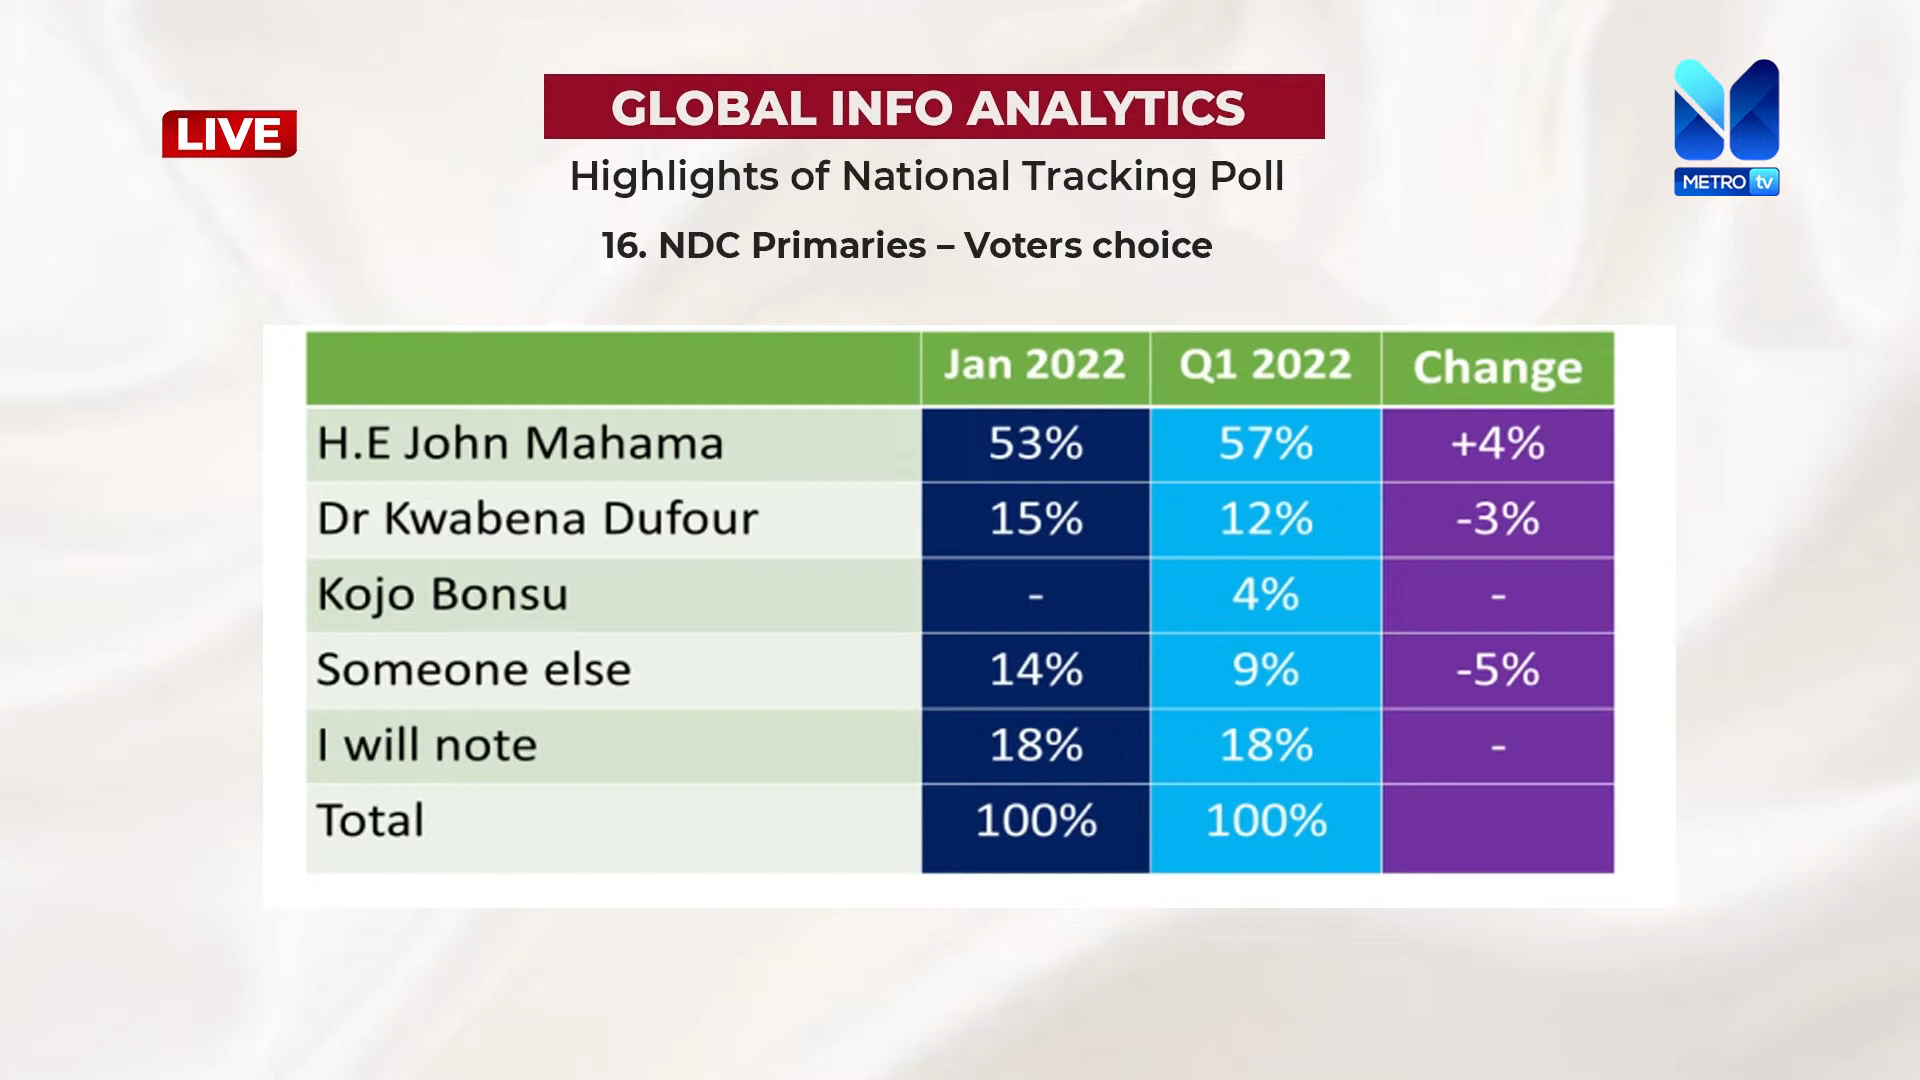 GLOBAL INFO ANALYTICS
LIVE
Highlights of National Tracking Poll
METRO tv
16. NDC Primaries – Voters choice
Jan 2022 Q1 2022 Change
H.E John Mahama 53% 57% +4%
Dr Kwabena Dufour 15% 12% -3%
Kojo Bonsu - 4% -
Someone else 14% 9% -5%
I will note 18% 18% -
Total 100% 100%